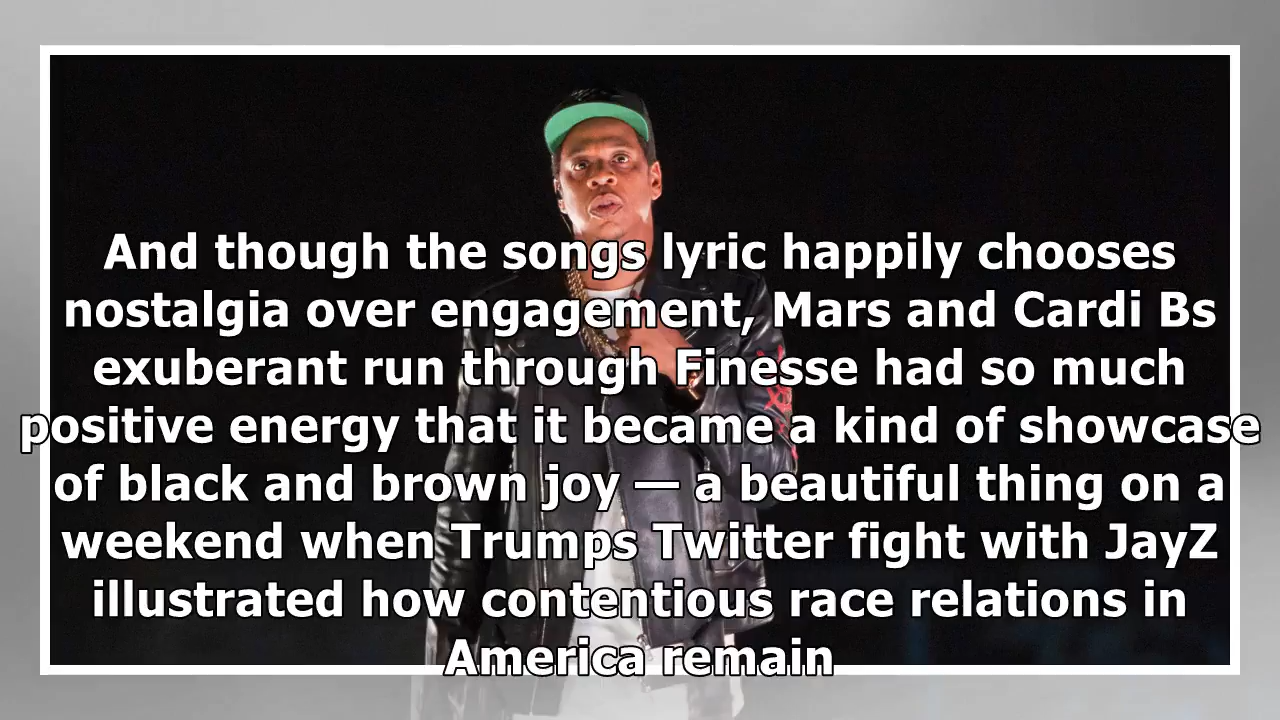 And though the songs lyric happily chooses
nostalgia over engagement, Mars and Cardi Bs
exuberant run through Finesse had so much
positive energy that it became a kind of showcase
of black and brown joy — a beautiful thing on a
weekend when Trumps Twitter fight with JayZ
illustrated how contentious race relations in
America remain